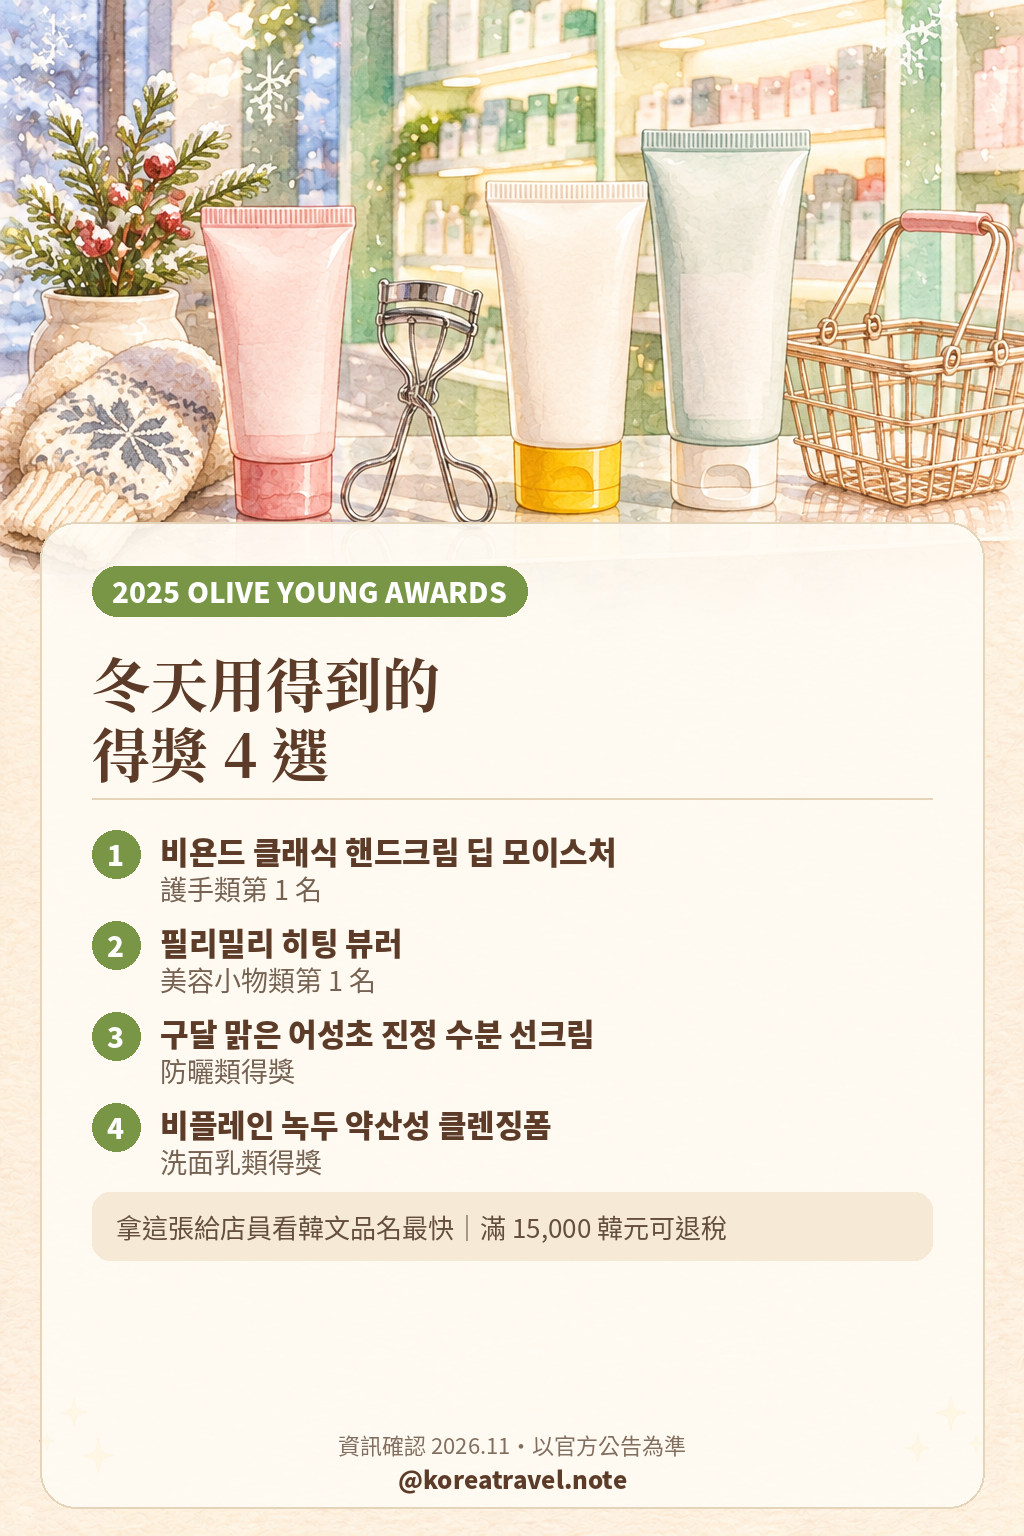 2025 OLIVE YOUNG AWARDS
冬天用得到的
得獎 4 選
1 비욘드 클래식 핸드크림 딥 모이스처
護手類第 1 名
2 필리밀리 히팅 뷰러
美容小物類第 1 名
3 구달 맑은 어성초 진정 수분 선크림
防曬類得獎
4 비플레인 녹두 약산성 클렌징폼
洗面乳類得獎
拿這張給店員看韓文品名最快｜滿 15,000 韓元可退稅
資訊確認 2026.11・以官方公告為準
@koreatravel.note